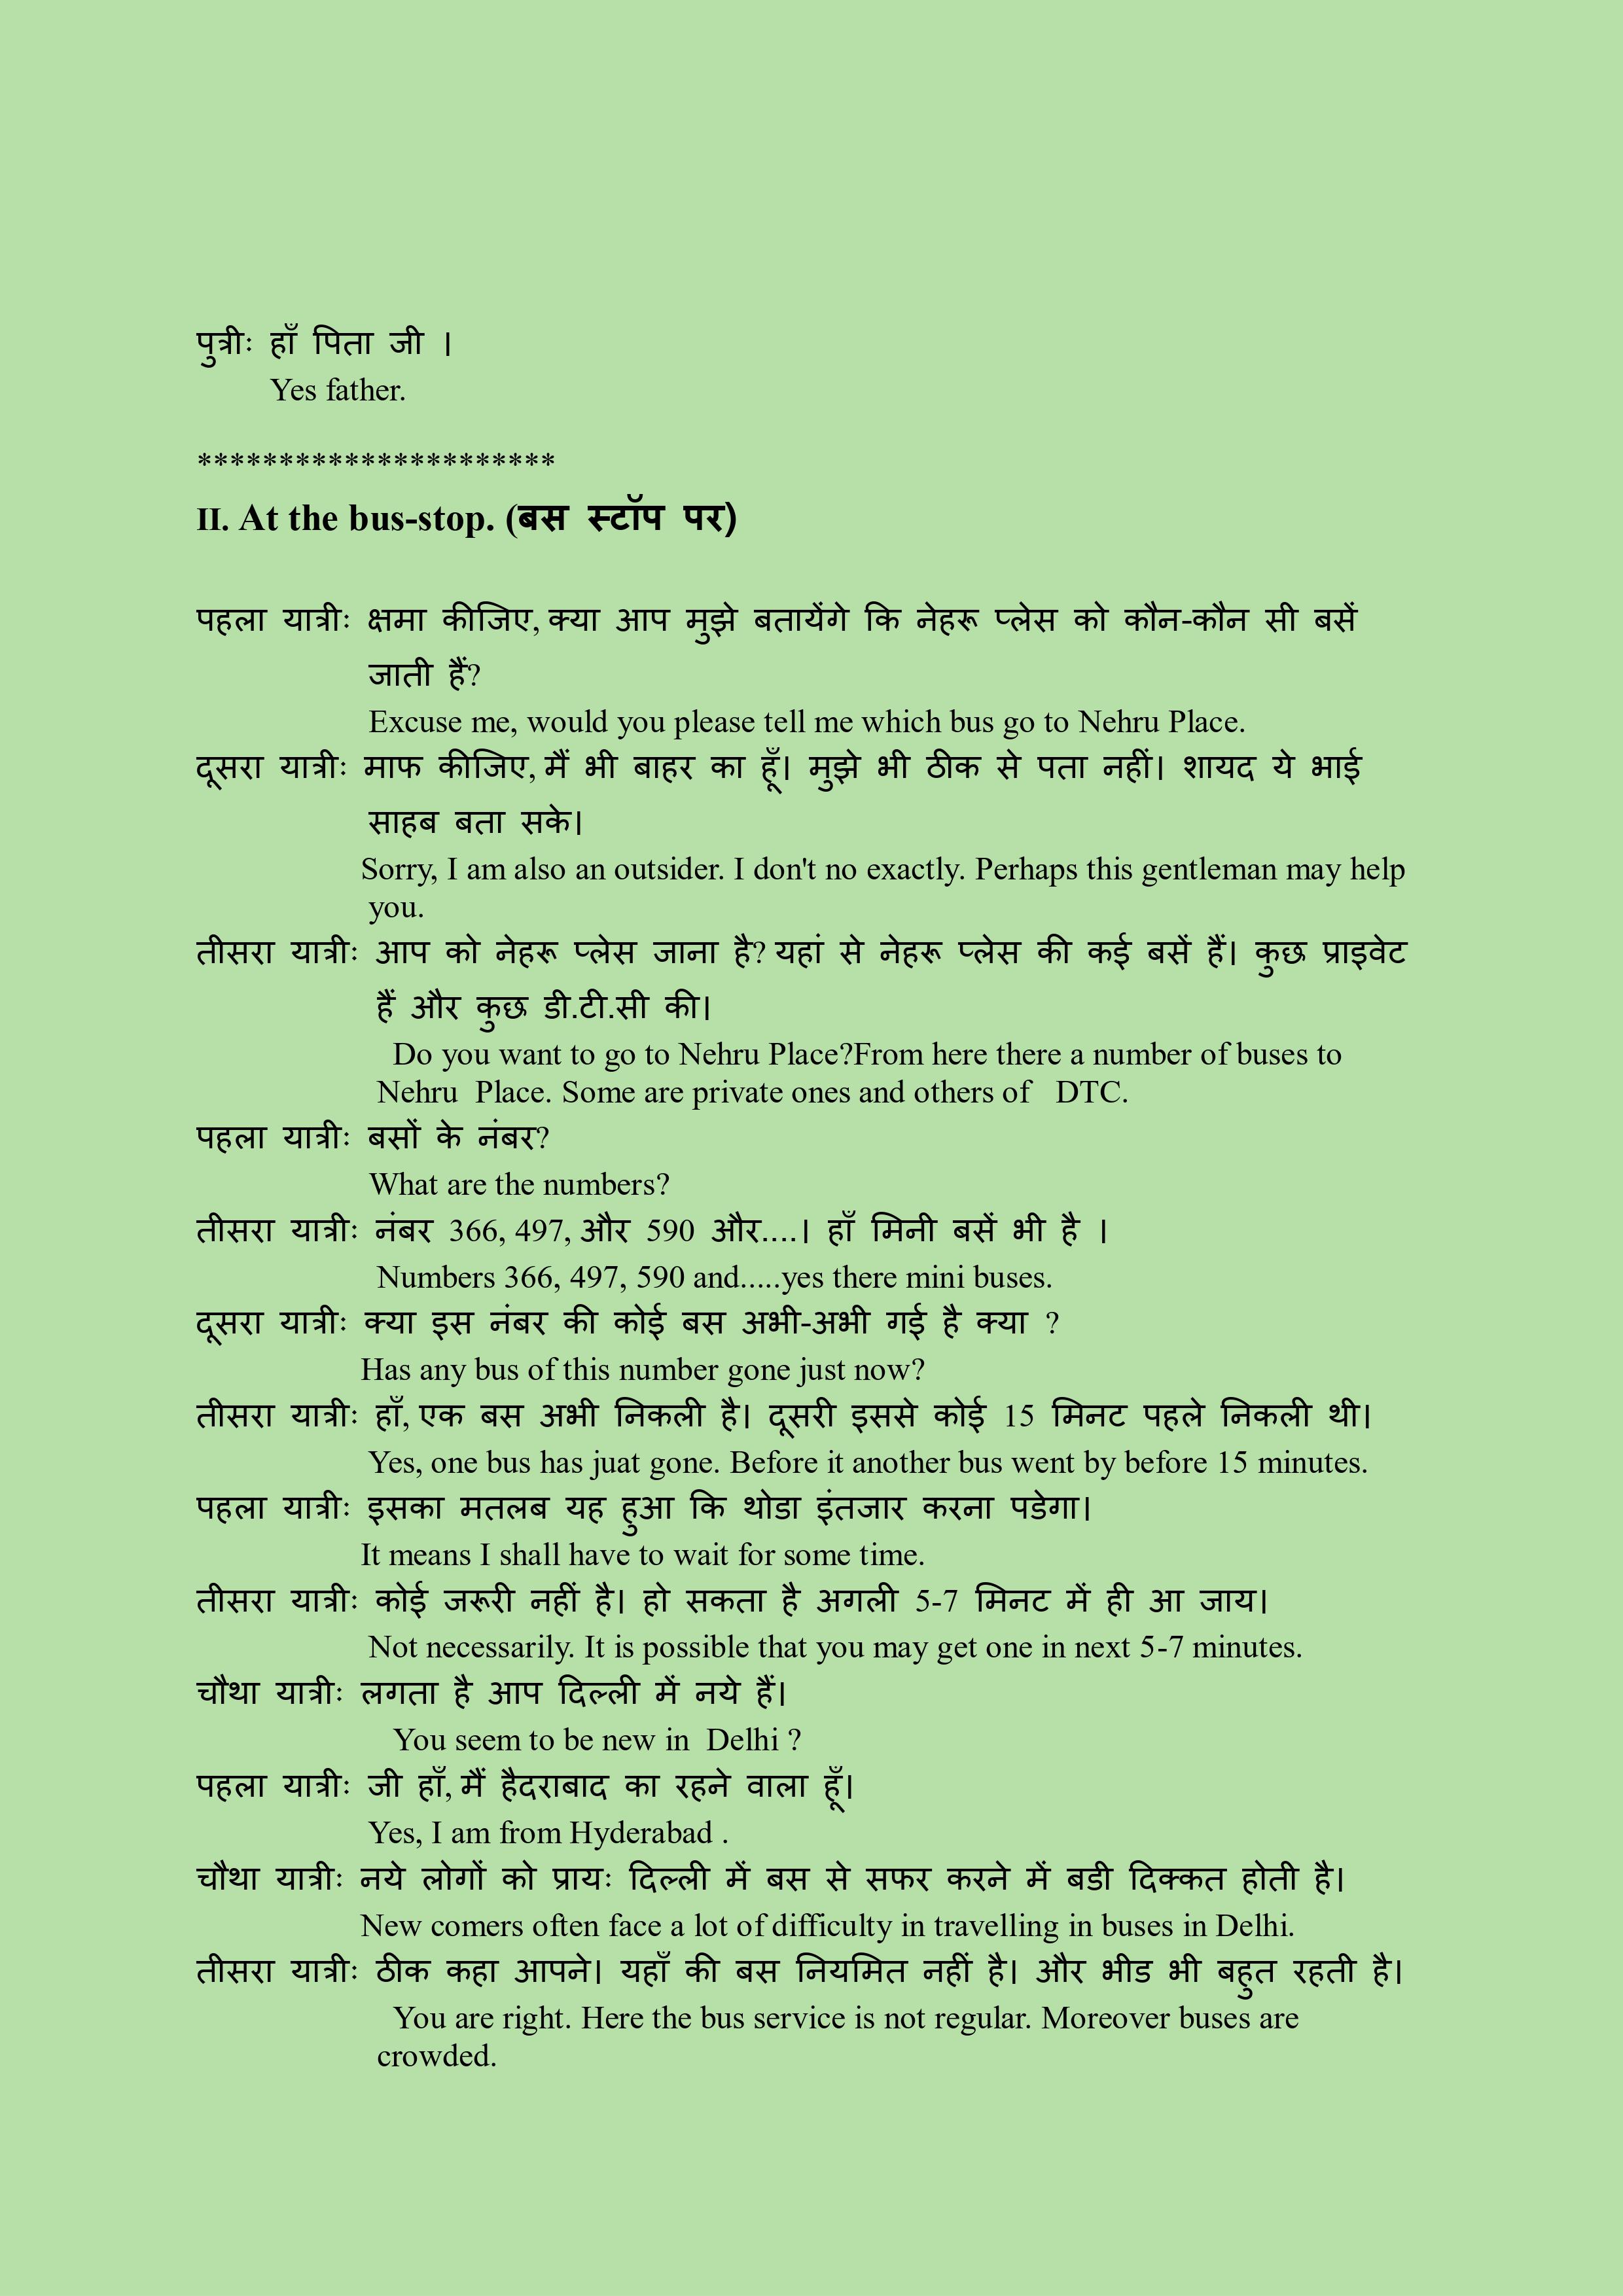 पुत्रीः हाँ पिता जी ।
Yes father.
**********************
II. At the bus-stop. (बस स्टॉप पर)
पहला यात्रीः क्षमा कीजिए, क्या आप मुझे बतायेंगे कि नेहरू प्लेस को कौन-कौन सी बसें
जाती हैं?
Excuse me, would you please tell me which bus go to Nehru Place.
दूसरा यात्रीः माफ कीजिए, मैं भी बाहर का हूँ। मुझे भी ठीक से पता नहीं। शायद ये भाई
साहब बता सके।
Sorry, I am also an outsider. I don't no exactly. Perhaps this gentleman may help
you.
तीसरा यात्रीः आप को नेहरू प्लेस जाना है? यहां से नेहरू प्लेस की कई बसें हैं। कुछ प्राइवेट
हैं और कुछ डी.टी.सी की।
Do you want to go to Nehru Place?From here there a number of buses to
Nehru Place. Some are private ones and others of DTC.
पहला यात्रीः बसों के नंबर?
What are the numbers?
तीसरा यात्रीः नंबर 366, 497, और 590 और....। हाँ मिनी बसें भी है ।
Numbers 366, 497, 590 and.....yes there mini buses.
दूसरा यात्रीः क्या इस नंबर की कोई बस अभी-अभी गई है क्या ?
Has any bus of this number gone just now?
तीसरा यात्रीः हाँ, एक बस अभी निकली है। दूसरी इससे कोई 15 मिनट पहले निकली थी।
Yes, one bus has juat gone. Before it another bus went by before 15 minutes.
पहला यात्रीः इसका मतलब यह हुआ कि थोडा इंतजार करना पडेगा।
It means I shall have to wait for some time.
तीसरा यात्रीः कोई जरूरी नहीं है। हो सकता है अगली 5-7 मिनट में ही आ जाय।
Not necessarily. It is possible that you may get one in next 5-7 minutes.
चौथा यात्रीः लगता है आप दिल्ली में नये हैं।
You seem to be new in Delhi ?
पहला यात्रीः जी हाँ, मैं हैदराबाद का रहने वाला हूँ।
Yes, I am from Hyderabad .
चौथा यात्रीः नये लोगों को प्रायः दिल्ली में बस से सफर करने में बडी दिक्कत होती है।
New comers often face a lot of difficulty in travelling in buses in Delhi.
तीसरा यात्रीः ठीक कहा आपने। यहाँ की बस नियमित नहीं है। और भीड भी बहुत रहती है।
You are right. Here the bus service is not regular. Moreover buses are
crowded.